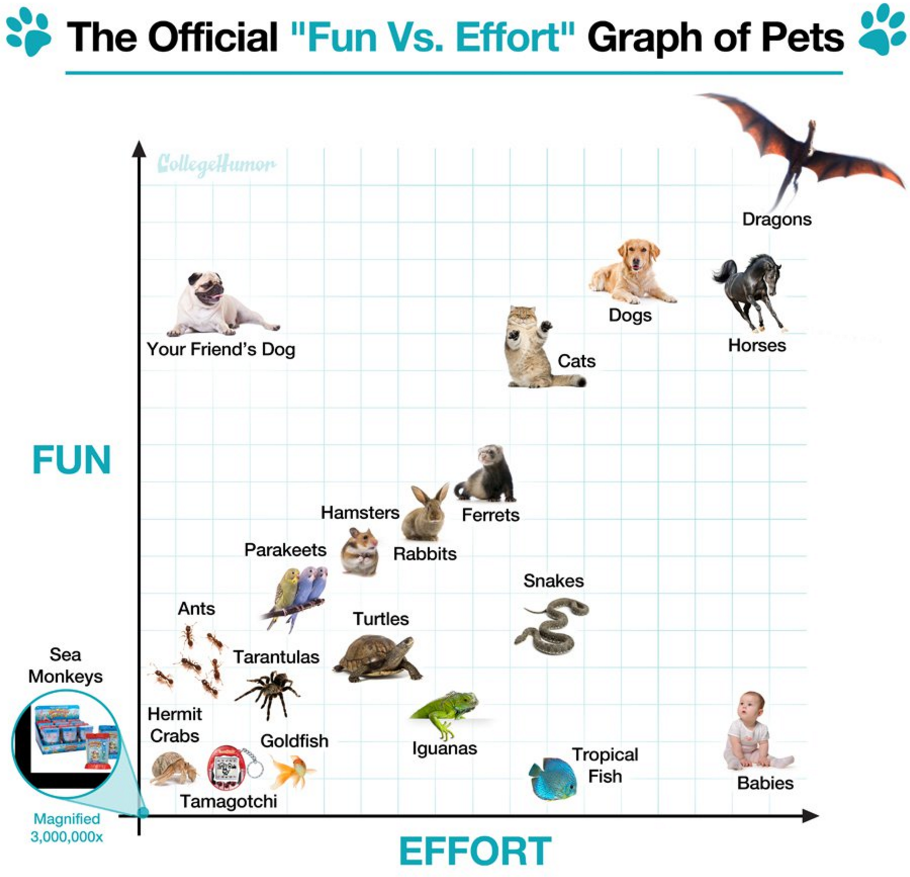 The Official "Fun Vs. Effort" Graph of Pets
CollegeHumor
Dragons
Dogs
Your Friend's Dog
Horses
Cats
FUN
Hamsters
Ferrets
Parakeets
Rabbits
Snakes
Ants
Turtles
Sea
Monkeys
Tarantulas
Hermit
Crabs
Goldfish
Iguanas
Tropical
Fish
Babies
Tamagotchi
Magnified
3,000,000x
EFFORT